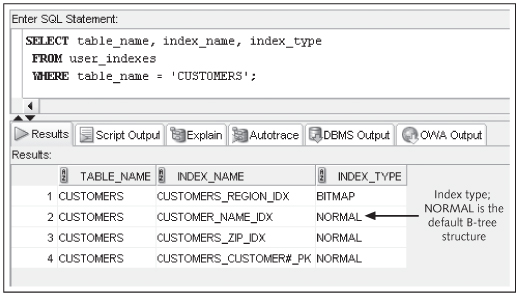 Enter SQL Statement:
SELECT table_name, index_name, index_type
FROM user_indexes
WHERE table_name = 'CUSTOMERS';
Results Script Output Explain Autotrace DBMS Output OWA Output
Results:
TABLE_NAME INDEX_NAME INDEX_TYPE
1 CUSTOMERS CUSTOMERS_REGION_IDX BITMAP
2 CUSTOMERS CUSTOMER_NAME_IDX NORMAL
3 CUSTOMERS CUSTOMERS_ZIP_IDX NORMAL
4 CUSTOMERS CUSTOMERS_CUSTOMER#_PK NORMAL
Index type;
NORMAL is the
default B-tree
structure